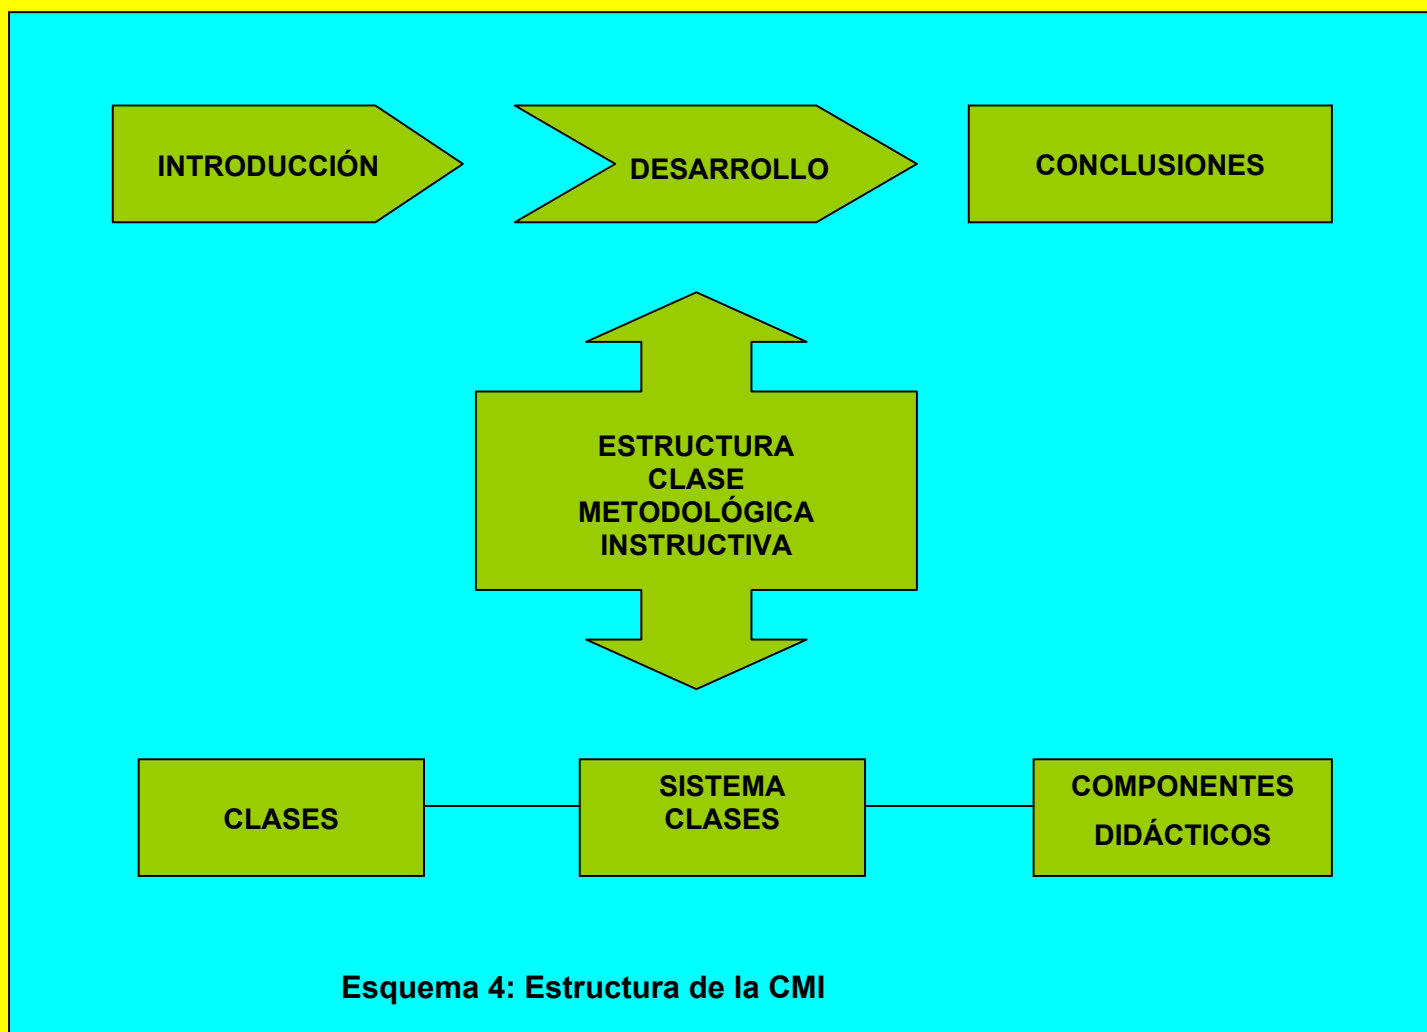 INTRODUCCIÓN
DESARROLLO
CONCLUSIONES
ESTRUCTURA
CLASE
METODOLÓGICA
INSTRUCTIVA
CLASES
SISTEMA
CLASES
COMPONENTES
DIDÁCTICOS
Esquema 4: Estructura de la CMI